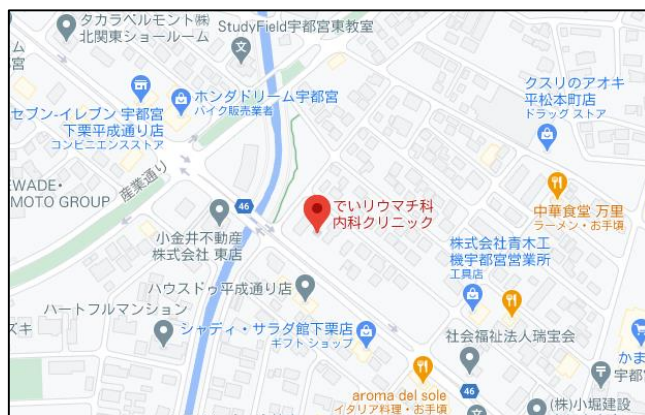 タカラベルモント㈱
北関東ショールーム
StudyField宇都宮東教室
文
クスリのアオキ
平松本町店
ドラッグ ストア
セブン-イレブン 宇都宮
下栗平成通り店
コンビニエンスストア
ホンダドリーム宇都宮
バイク販売業者
産業通り
EWADE・
MOTO GROUP
46
でいリウマチ科
内科クリニック
中華食堂 万里
ラーメン・お手頃
小金井不動産
株式会社 東店
株式会社青木工
機宇都宮営業所
工具店
ハウスドゥ平成通り店
ハートフルマンション
ズキ
シャディ・サラダ館下栗店
ギフト ショップ
社会福祉法人瑞宝会
かま
宇都宮
aroma del sole
イタリア料理・お手頃
46
文
(株)小堀建設